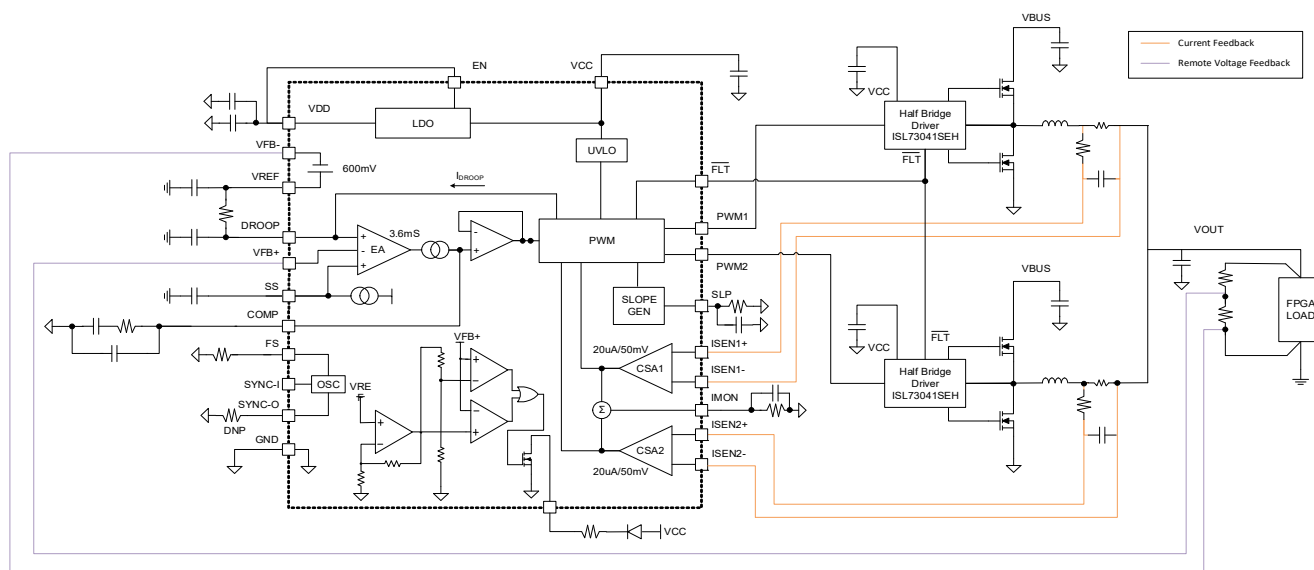 VBUS
Current Feedback
Remote Voltage Feedback
EN
VCC
VCC
Half Bridge
Driver
ISL73041SEH
FLT
VDD
LDO
UVLO
VFB-
600mV
FLT
VREF
IDROOP
PWM1
DROOP
3.6mS
EA
PWM
VFB+
PWM2
VOUT
VBUS
SS
SLOPE
GEN
SLP
FPGA
LOAD
COMP
FLT
VCC
FS
VFB+
20uA/50mV
ISEN1+
CSA1
ISEN1-
Half Bridge
Driver
ISL73041SEH
SYNC-I
OSC
VRE
F
IMON
Σ
SYNC-O
DNP
ISEN2+
GND
CSA2
ISEN2-
20uA/50mV
VCC